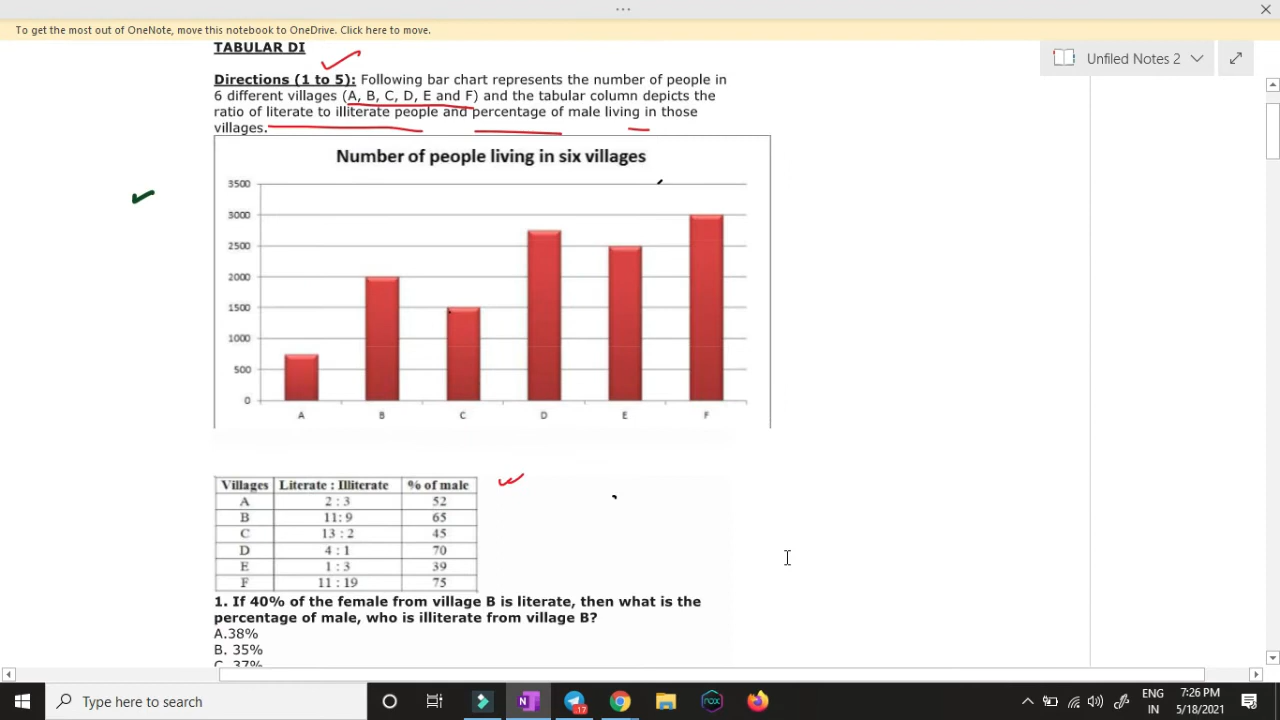 To get the most out of OneNote, move this notebook to OneDrive. Click here to move.
Unfiled Notes 2
TABULAR DI
Directions (1 to 5): Following bar chart represents the number of people in
6 different villages (A, B, C, D, E and F) and the tabular column depicts the
ratio of literate to illiterate people and percentage of male living in those
villages.
Number of people living in six villages
3500
3000
2500
2000
1500
1000
500
0
A B C D E F
Villages Literate : Illiterate % of male
A 2 : 3 52
B 11: 9 65
C 13 : 2 45
D 4 : 1 70
E 1 : 3 39
F 11 : 19 75
1. If 40% of the female from village B is literate, then what is the
percentage of male, who is illiterate from village B?
A.38%
B. 35%
C. 37%
Type here to search
17
nox
ENG
IN
7:26 PM
5/18/2021